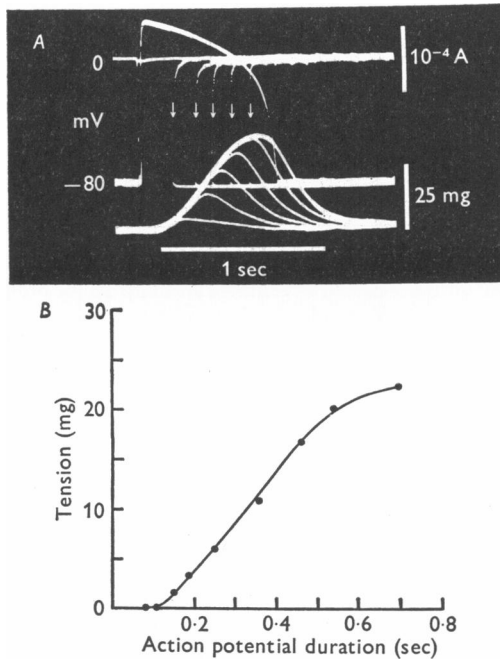 A
0
10⁻⁴ A
mV
−80
25 mg
1 sec
B
30
20
10
0
Tension (mg)
0·2
0·4
0·6
0·8
Action potential duration (sec)